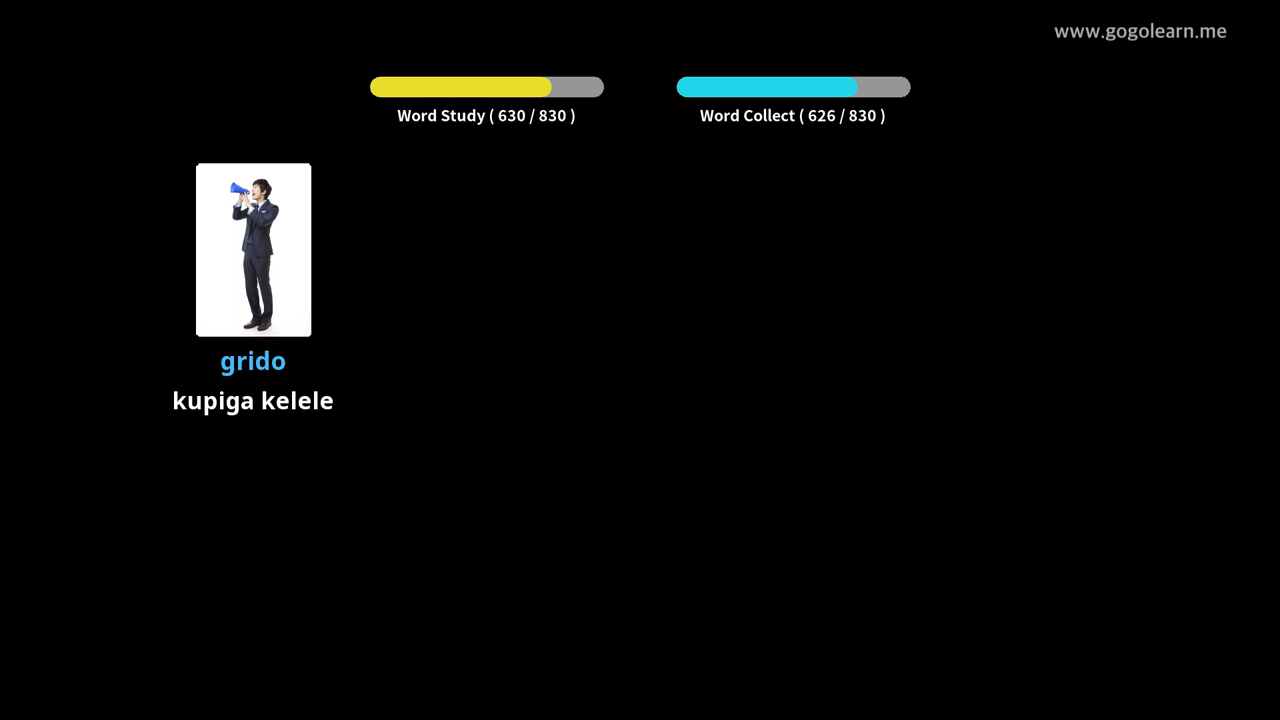 www.gogolearn.me
Word Study ( 630 / 830 )
Word Collect ( 626 / 830 )
grido
kupiga kelele